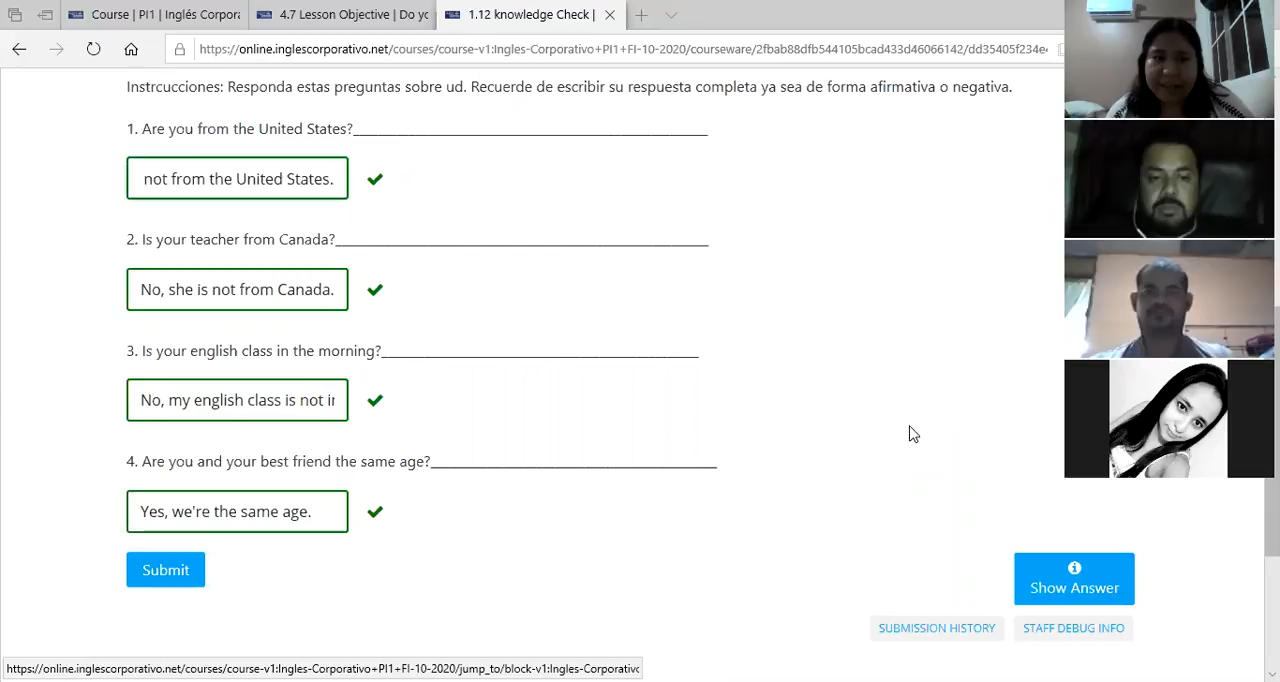 Course | PI1 | Inglés Corpora
4.7 Lesson Objective | Do yo
1.12 knowledge Check |
https://online.inglescorporativo.net/courses/course-v1:Ingles-Corporativo+PI1+FI-10-2020/courseware/2fbab88dfb544105bcad433d46066142/dd35405f234e4
Instrcucciones: Responda estas preguntas sobre ud. Recuerde de escribir su respuesta completa ya sea de forma afirmativa o negativa.
1. Are you from the United States?
not from the United States.
2. Is your teacher from Canada?
No, she is not from Canada.
3. Is your english class in the morning?
No, my english class is not in
4. Are you and your best friend the same age?
Yes, we're the same age.
Submit
Show Answer
SUBMISSION HISTORY
STAFF DEBUG INFO
https://online.inglescorporativo.net/courses/course-v1:Ingles-Corporativo+PI1+FI-10-2020/jump_to/block-v1:Ingles-Corporativo